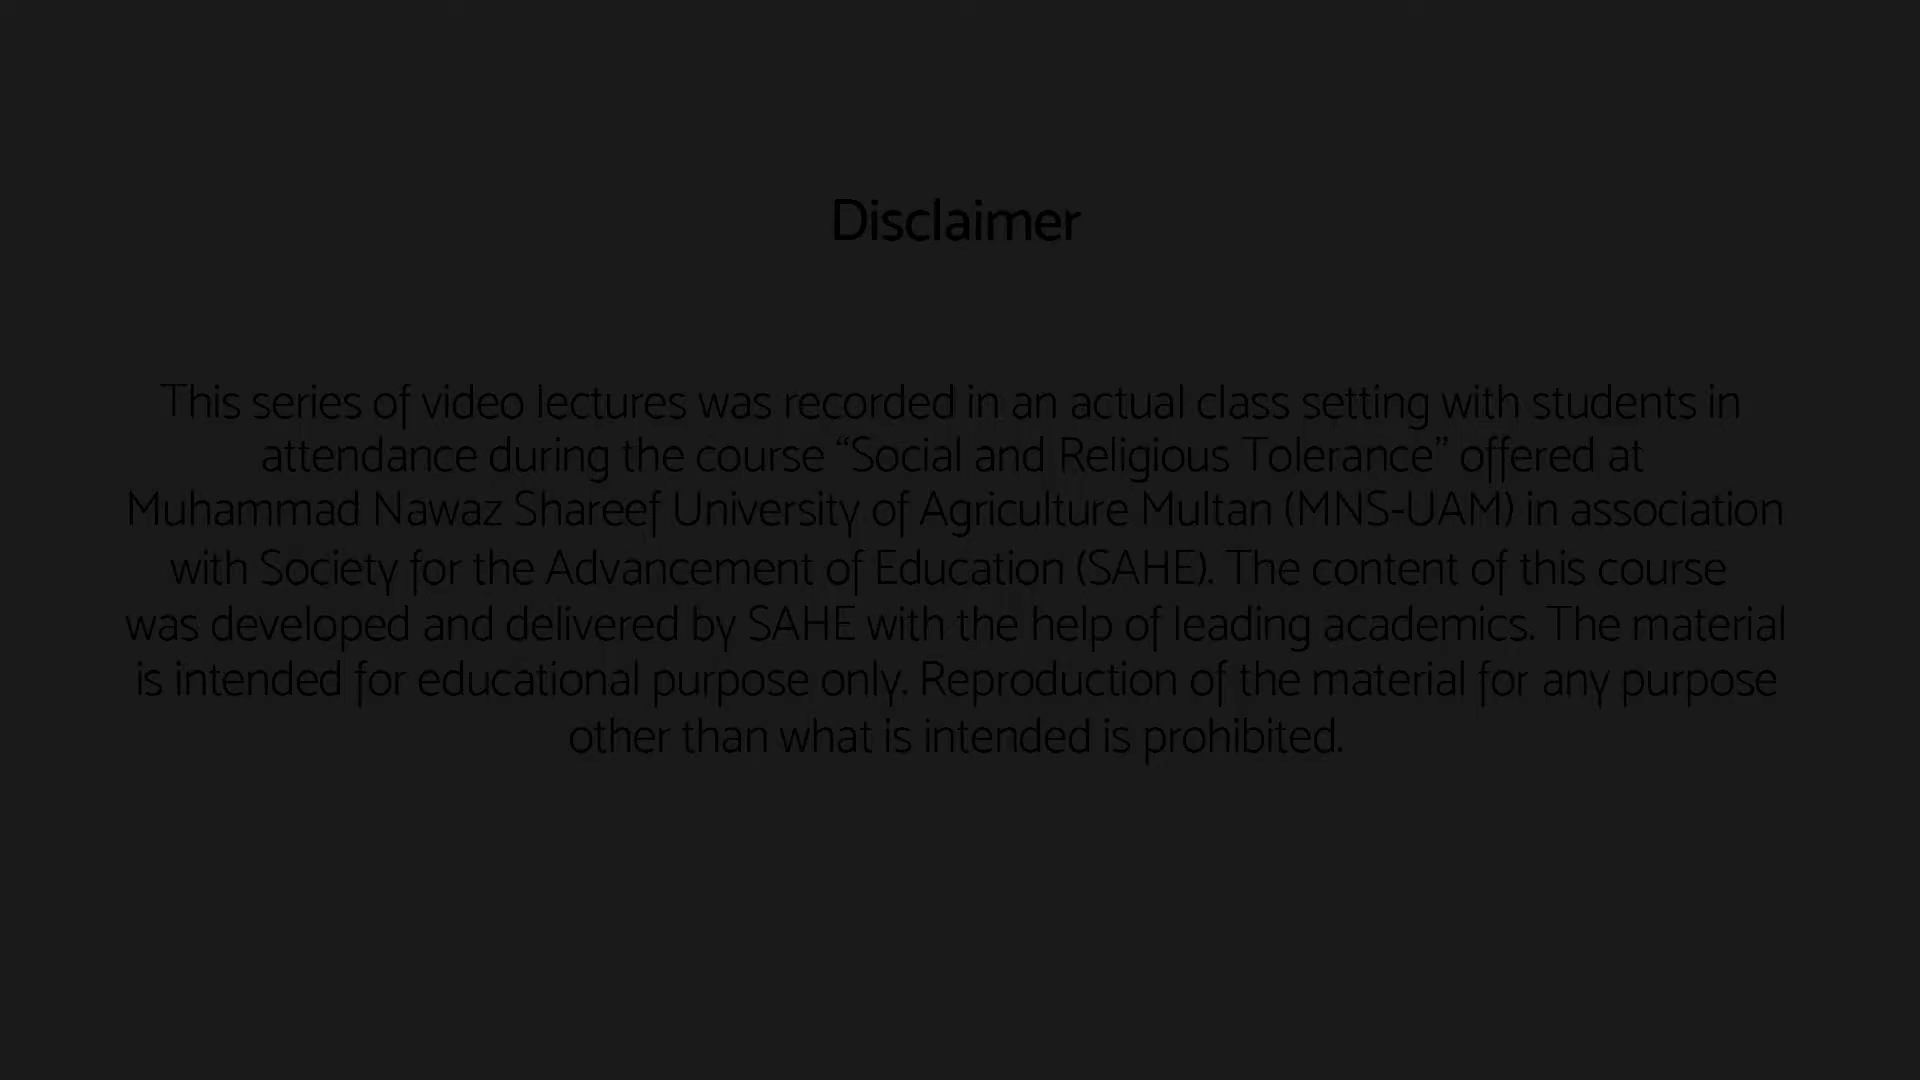 Disclaimer
This series of video lectures was recorded in an actual class setting with students in
attendance during the course “Social and Religious Tolerance” offered at
Muhammad Nawaz Shareef University of Agriculture Multan (MNS-UAM) in association
with Society for the Advancement of Education (SAHE). The content of this course
was developed and delivered by SAHE with the help of leading academics. The material
is intended for educational purpose only. Reproduction of the material for any purpose
other than what is intended is prohibited.